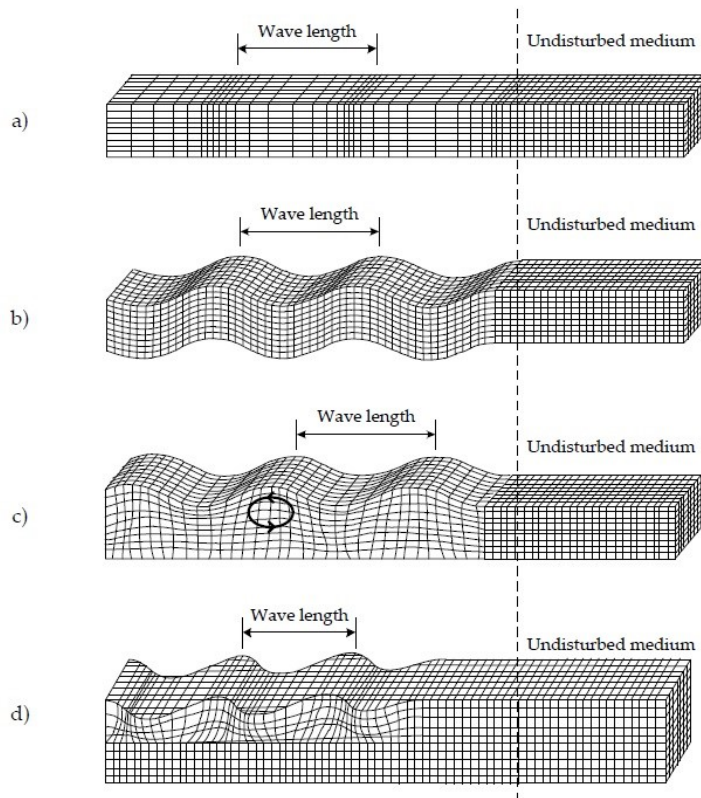 Wave length
Undisturbed medium
a)
Wave length
Undisturbed medium
b)
Wave length
Undisturbed medium
c)
Wave length
Undisturbed medium
d)